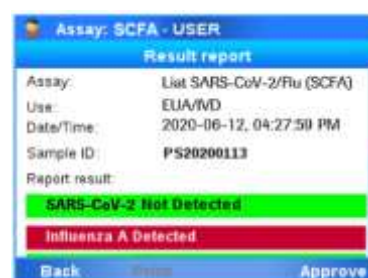 Assay: SCFA - USER
Result report
Assay: Liat SARS-CoV-2/Flu (SCFA)
Use: EUA/IVD
Date/Time: 2020-06-12, 04:27:59 PM
Sample ID: PS20200113
Report result:
SARS-CoV-2 Not Detected
Influenza A Detected
Back Print Approve